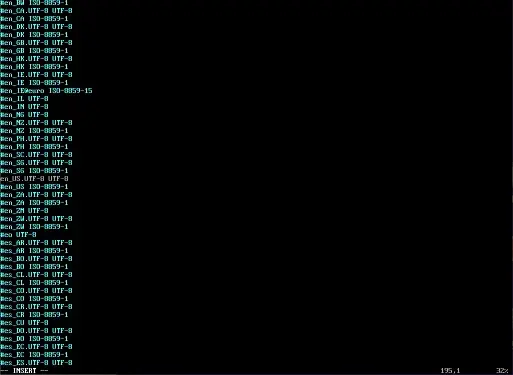 #en_BW ISO-8859-1
#en_CA.UTF-8 UTF-8
#en_CA ISO-8859-1
#en_DK.UTF-8 UTF-8
#en_DK ISO-8859-1
#en_GB.UTF-8 UTF-8
#en_GB ISO-8859-1
#en_HK.UTF-8 UTF-8
#en_HK ISO-8859-1
#en_IE.UTF-8 UTF-8
#en_IE ISO-8859-1
#en_IE@euro ISO-8859-15
#en_IL UTF-8
#en_IN UTF-8
#en_NG UTF-8
#en_NZ.UTF-8 UTF-8
#en_NZ ISO-8859-1
#en_PH.UTF-8 UTF-8
#en_PH ISO-8859-1
#en_SC.UTF-8 UTF-8
#en_SG.UTF-8 UTF-8
#en_SG ISO-8859-1
en_US.UTF-8 UTF-8
#en_US ISO-8859-1
#en_ZA.UTF-8 UTF-8
#en_ZA ISO-8859-1
#en_ZM UTF-8
#en_ZW.UTF-8 UTF-8
#en_ZW ISO-8859-1
#eo UTF-8
#es_AR.UTF-8 UTF-8
#es_AR ISO-8859-1
#es_BO.UTF-8 UTF-8
#es_BO ISO-8859-1
#es_CL.UTF-8 UTF-8
#es_CL ISO-8859-1
#es_CO.UTF-8 UTF-8
#es_CO ISO-8859-1
#es_CR.UTF-8 UTF-8
#es_CR ISO-8859-1
#es_CU UTF-8
#es_DO.UTF-8 UTF-8
#es_DO ISO-8859-1
#es_EC.UTF-8 UTF-8
#es_EC ISO-8859-1
#es_ES.UTF-8 UTF-8
-- INSERT -- 195,1 32%